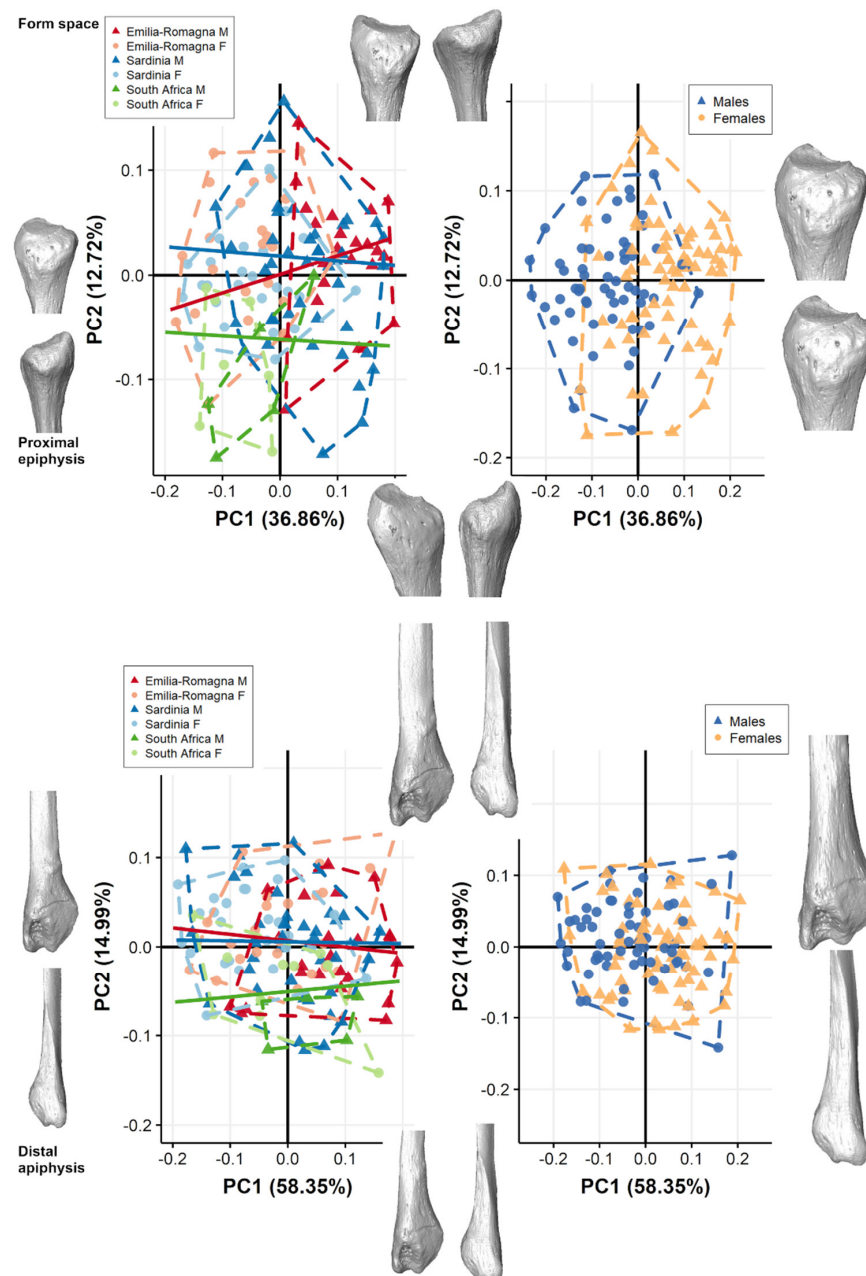 Form space
Emilia-Romagna M
Emilia-Romagna F
Sardinia M
Sardinia F
South Africa M
South Africa F
Males
Females
0.1
0.0
-0.1
PC2 (12.72%)
-0.2
-0.1
0.0
0.1
PC1 (36.86%)
0.1
0.0
-0.1
-0.2
PC2 (12.72%)
-0.2
-0.1
0.0
0.1
0.2
PC1 (36.86%)
Proximal
epiphysis
Emilia-Romagna M
Emilia-Romagna F
Sardinia M
Sardinia F
South Africa M
South Africa F
Males
Females
0.1
0.0
-0.1
-0.2
PC2 (14.99%)
-0.2
-0.1
0.0
0.1
PC1 (58.35%)
0.1
0.0
-0.1
-0.2
PC2 (14.99%)
-0.2
-0.1
0.0
0.1
0.2
PC1 (58.35%)
Distal
apiphysis